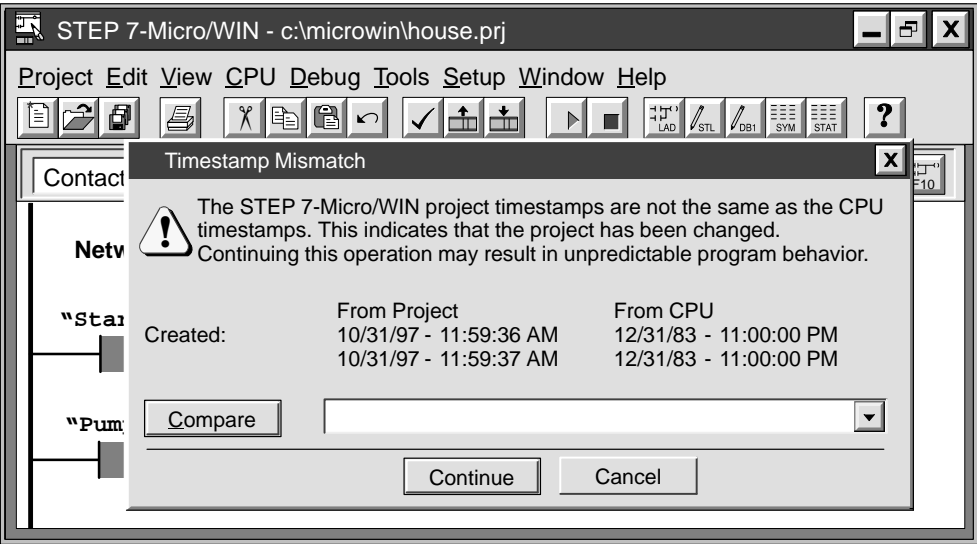 STEP 7-Micro/WIN - c:\microwin\house.prj
Project Edit View CPU Debug Tools Setup Window Help
LAD STL DB1 SYM STAT ?
Contact
F10
Timestamp Mismatch
The STEP 7-Micro/WIN project timestamps are not the same as the CPU
timestamps. This indicates that the project has been changed.
Continuing this operation may result in unpredictable program behavior.
Netw
“Star
From Project From CPU
Created: 10/31/97 - 11:59:36 AM 12/31/83 - 11:00:00 PM
10/31/97 - 11:59:37 AM 12/31/83 - 11:00:00 PM
“Pump
Compare
Continue Cancel